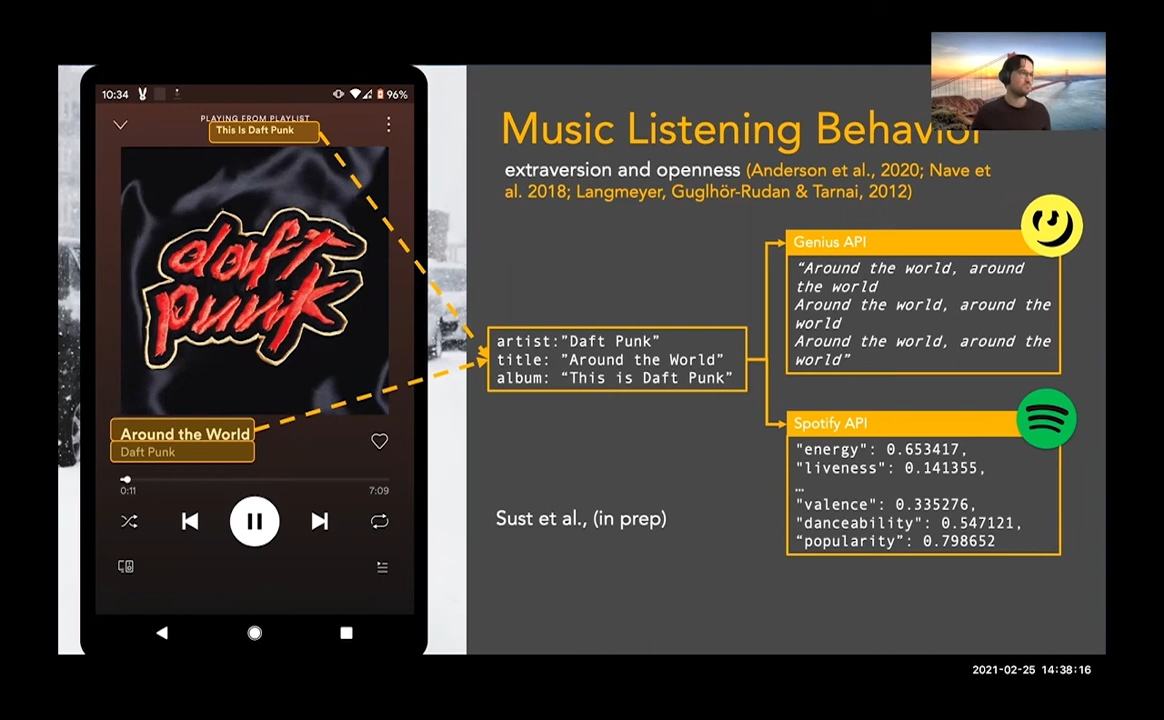 10:34
96%
PLAYING FROM PLAYLIST
This Is Daft Punk
daft
punk
Around the World
Daft Punk
0:11
7:09
Music Listening Behavior
extraversion and openness (Anderson et al., 2020; Nave et
al. 2018; Langmeyer, Guglhör-Rudan & Tarnai, 2012)
artist:”Daft Punk”
title: ”Around the World”
album: “This is Daft Punk”
Genius API
“Around the world, around
the world
Around the world, around the
world
Around the world, around the
world”
Spotify API
"energy": 0.653417,
"liveness": 0.141355,
…
"valence": 0.335276,
"danceability": 0.547121,
“popularity”: 0.798652
Sust et al., (in prep)
2021-02-25 14:38:16